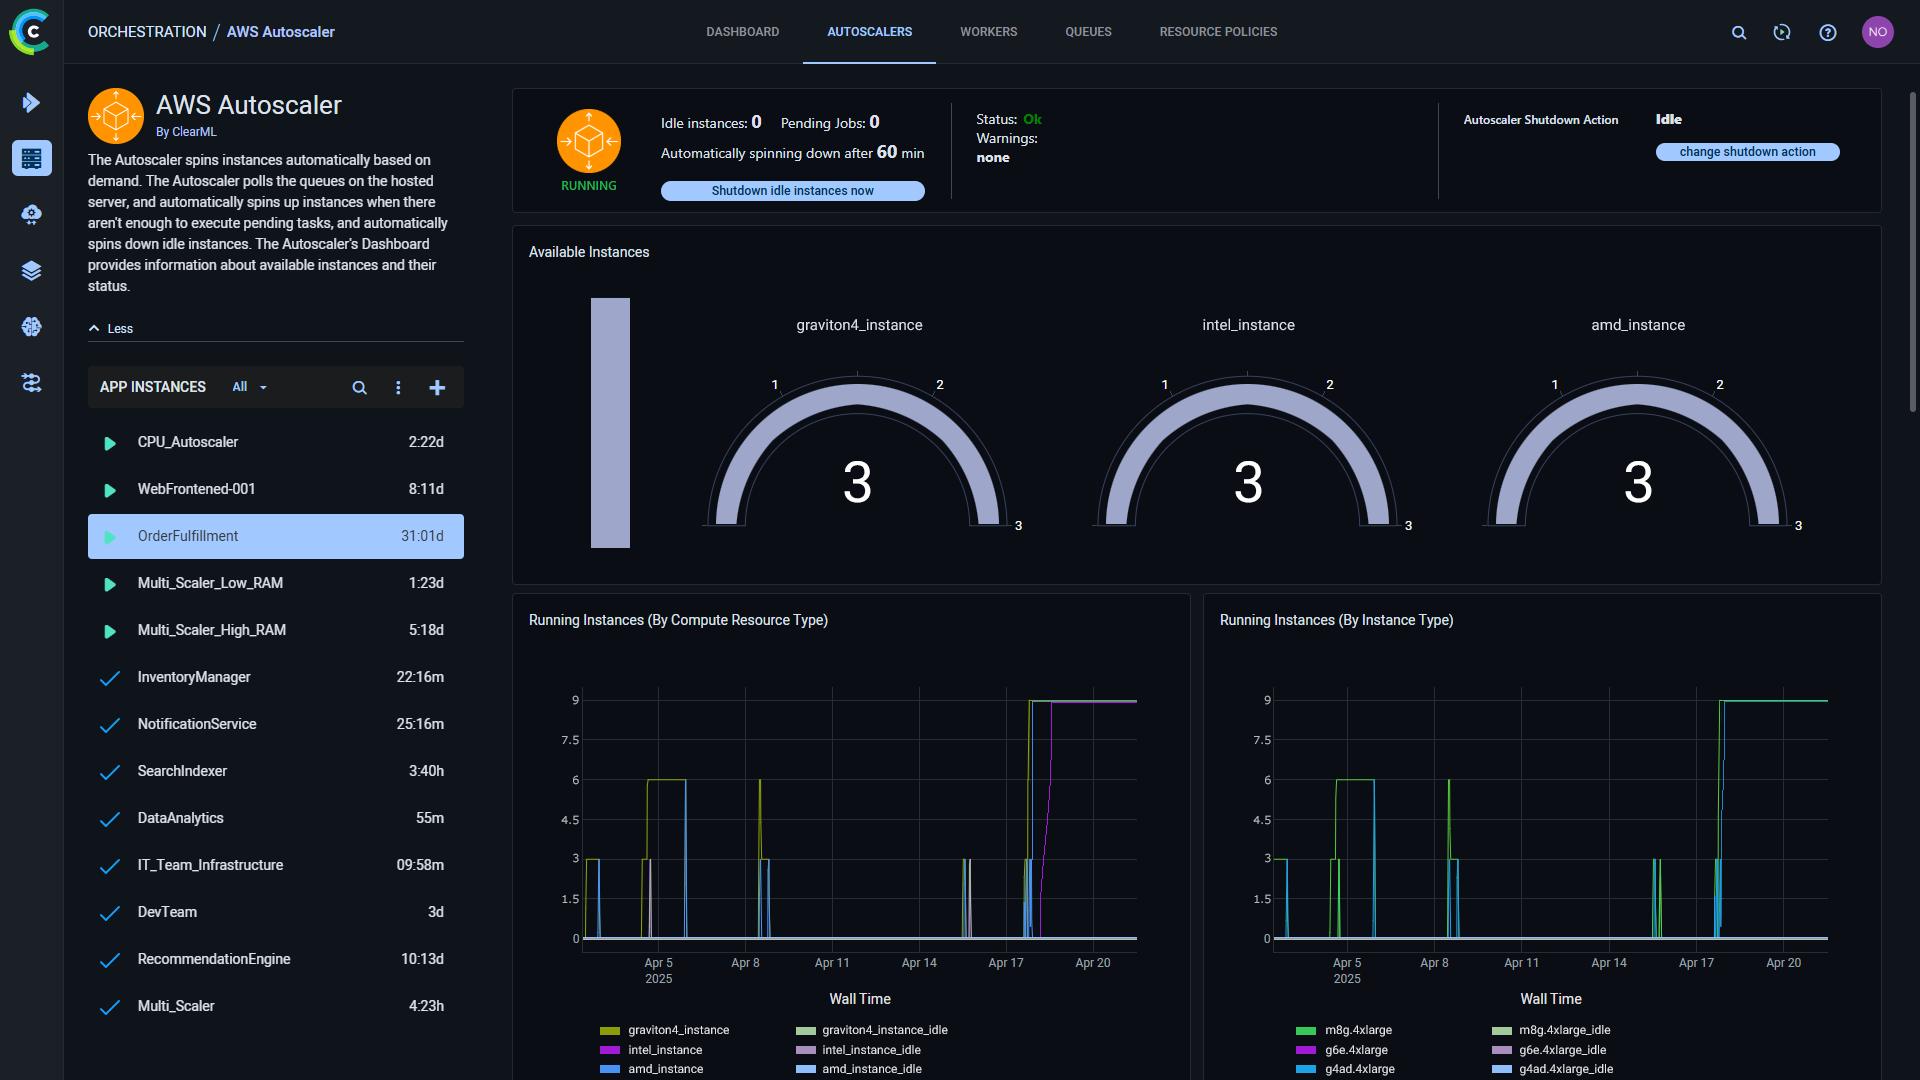 ORCHESTRATION / AWS Autoscaler
DASHBOARD
AUTOSCALERS
WORKERS
QUEUES
RESOURCE POLICIES
NO
AWS Autoscaler
By ClearML
The Autoscaler spins instances automatically based on
demand. The Autoscaler polls the queues on the hosted
server, and automatically spins up instances when there
aren't enough to execute pending tasks, and automatically
spins down idle instances. The Autoscaler's Dashboard
provides information about available instances and their
status.
Less
APP INSTANCES All
CPU_Autoscaler 2:22d
WebFrontened-001 8:11d
OrderFulfillment 31:01d
Multi_Scaler_Low_RAM 1:23d
Multi_Scaler_High_RAM 5:18d
InventoryManager 22:16m
NotificationService 25:16m
SearchIndexer 3:40h
DataAnalytics 55m
IT_Team_Infrastructure 09:58m
DevTeam 3d
RecommendationEngine 10:13d
Multi_Scaler 4:23h
RUNNING
Idle instances: 0 Pending Jobs: 0
Automatically spinning down after 60 min
Shutdown idle instances now
Status: Ok
Warnings:
none
Autoscaler Shutdown Action Idle
change shutdown action
Available Instances
graviton4_instance
1
2
3
3
intel_instance
1
2
3
3
amd_instance
1
2
3
3
Running Instances (By Compute Resource Type)
9
7.5
6
4.5
3
1.5
0
Apr 5 Apr 8 Apr 11 Apr 14 Apr 17 Apr 20
2025
Wall Time
graviton4_instance graviton4_instance_idle
intel_instance intel_instance_idle
amd_instance amd_instance_idle
Running Instances (By Instance Type)
9
7.5
6
4.5
3
1.5
0
Apr 5 Apr 8 Apr 11 Apr 14 Apr 17 Apr 20
2025
Wall Time
m8g.4xlarge m8g.4xlarge_idle
g6e.4xlarge g6e.4xlarge_idle
g4ad.4xlarge g4ad.4xlarge_idle